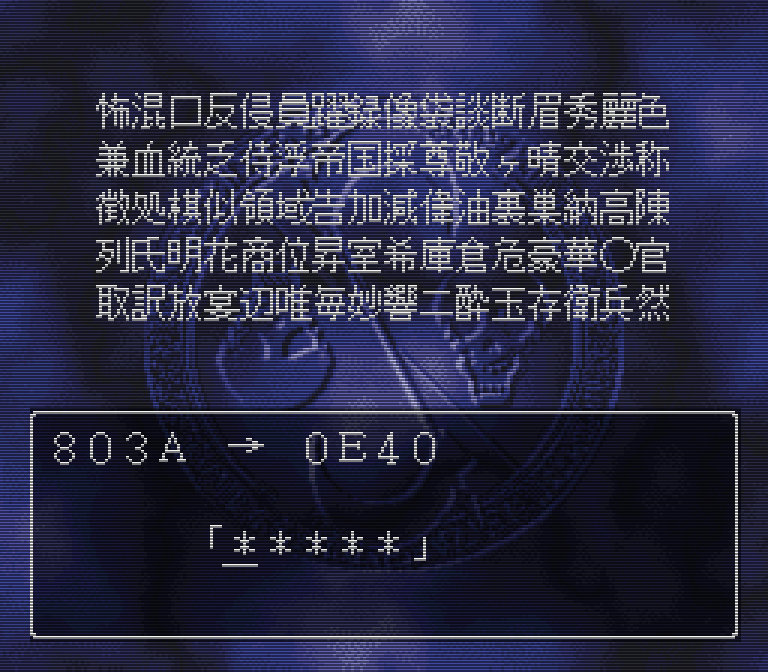 怖混口反侵員躍録像袋談断眉秀麗色
兼血統乏侍浮帝国採尊敬ヶ晴交渉称
徴処棋似領域吉加減偉油裏巣納高陳
列氏明花商位昇室希庫倉危豪華○官
取訳放宴辺唯毎妙響二酔玉存衛兵然
803A → 0E40
「*****」